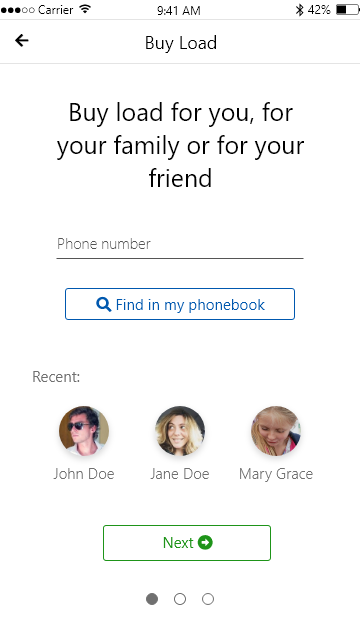 Carrier 9:41 AM 42%
Buy Load
Buy load for you, for
your family or for your
friend
Phone number
Find in my phonebook
Recent:
John Doe Jane Doe Mary Grace
Next